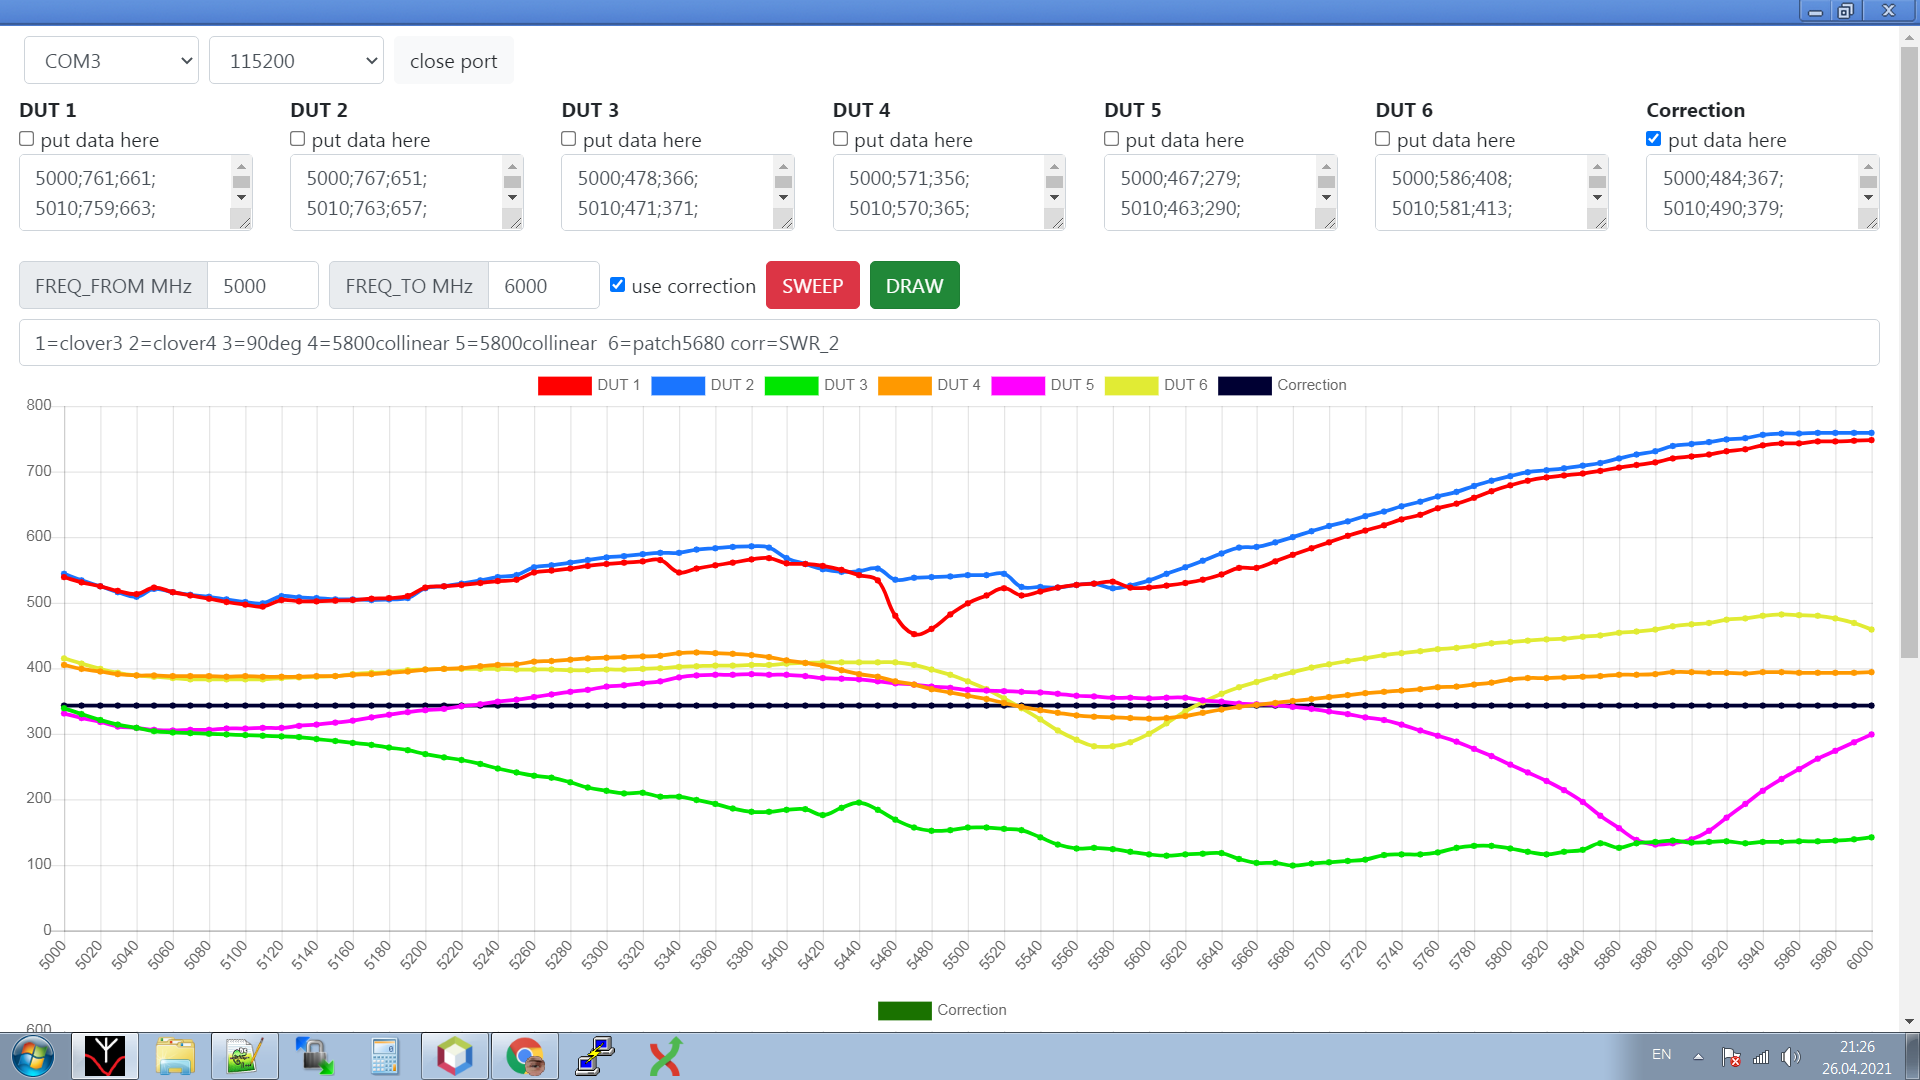 COM3 115200 close port
DUT 1 DUT 2 DUT 3 DUT 4 DUT 5 DUT 6 Correction
put data here put data here put data here put data here put data here put data here put data here
5000;761;661; 5000;767;651; 5000;478;366; 5000;571;356; 5000;467;279; 5000;586;408; 5000;484;367;
5010;759;663; 5010;763;657; 5010;471;371; 5010;570;365; 5010;463;290; 5010;581;413; 5010;490;379;
FREQ_FROM MHz 5000 FREQ_TO MHz 6000 use correction SWEEP DRAW
1=clover3 2=clover4 3=90deg 4=5800collinear 5=5800collinear 6=patch5680 corr=SWR_2
DUT 1 DUT 2 DUT 3 DUT 4 DUT 5 DUT 6 Correction
800
700
600
500
400
300
200
100
0
5000 5020 5040 5060 5080 5100 5120 5140 5160 5180 5200 5220 5240 5260 5280 5300 5320 5340 5360 5380 5400 5420 5440 5460 5480 5500 5520 5540 5560 5580 5600 5620 5640 5660 5680 5700 5720 5740 5760 5780 5800 5820 5840 5860 5880 5900 5920 5940 5960 5980 6000
Correction
600
EN 21:26
26.04.2021